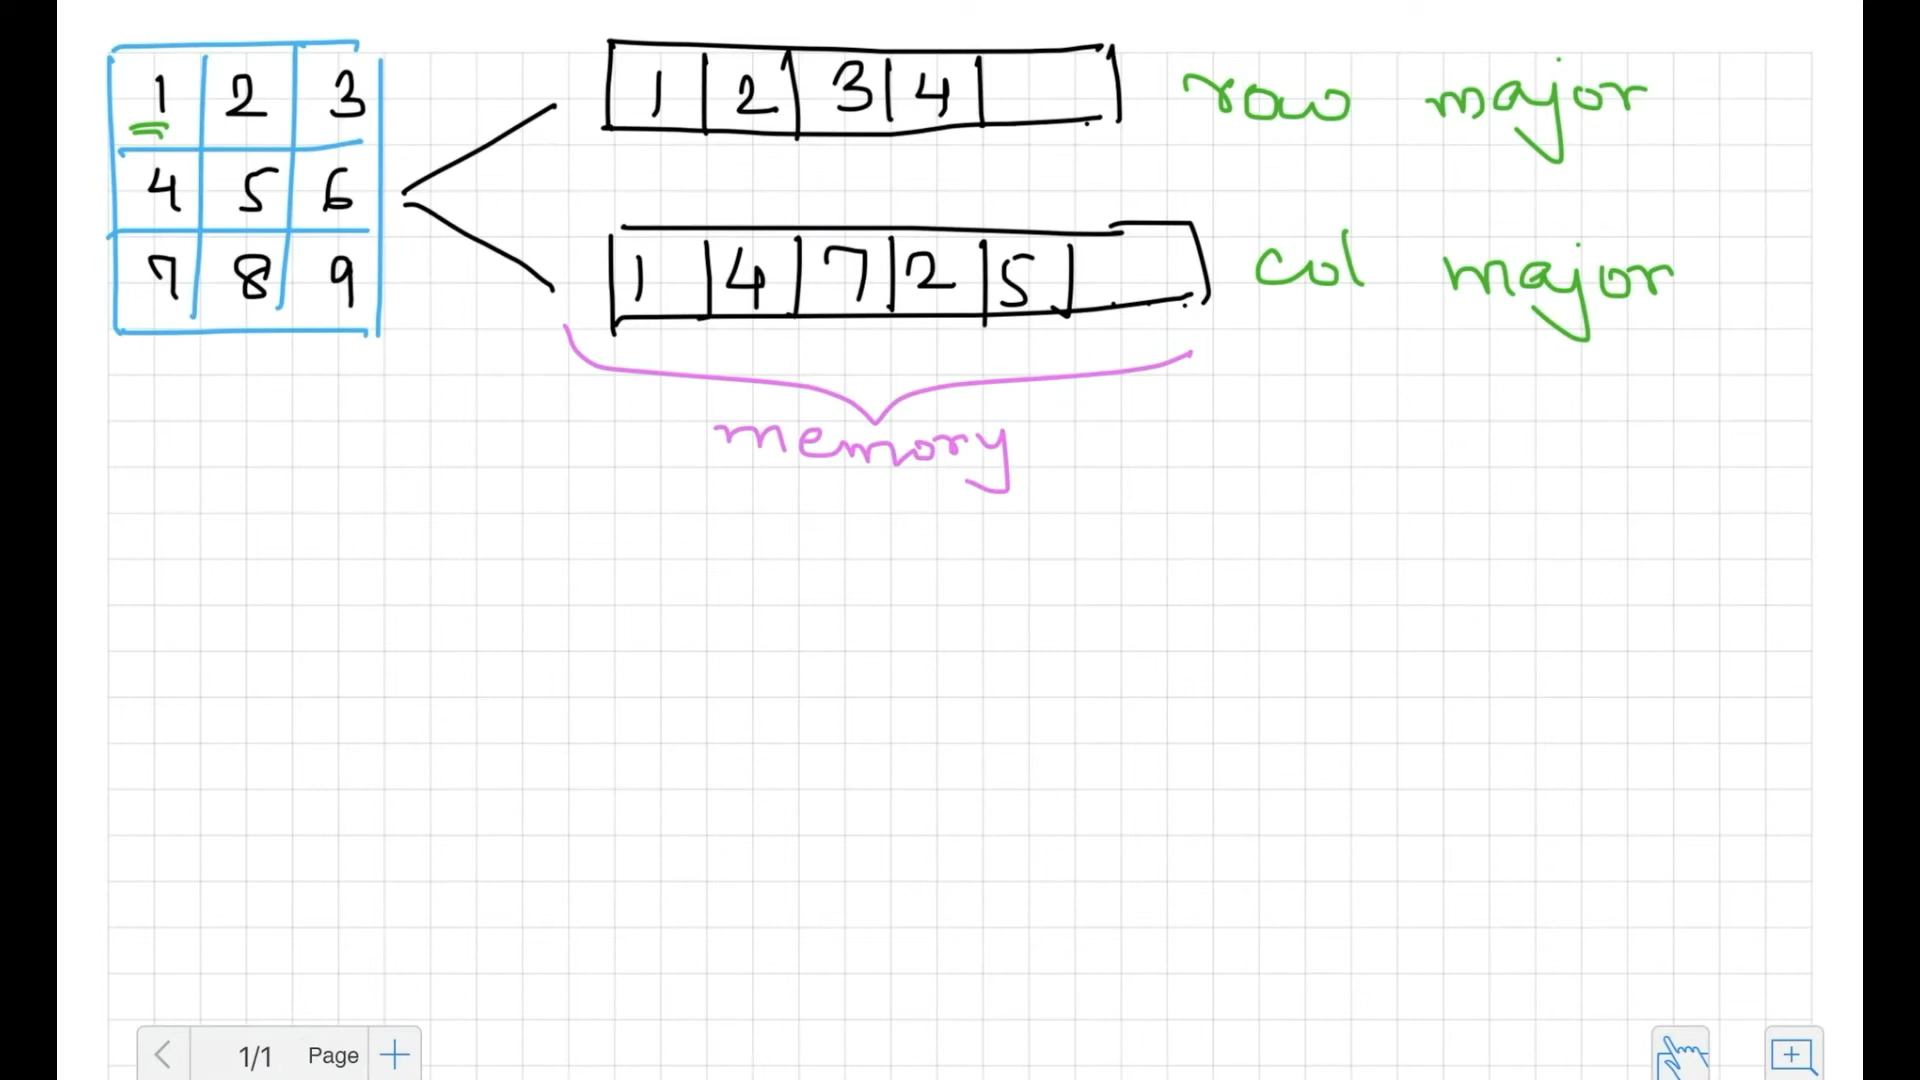 1 2 3
4 5 6
7 8 9
1 2 3 4
row major
1 4 7 2 5
col major
memory
1/1 Page